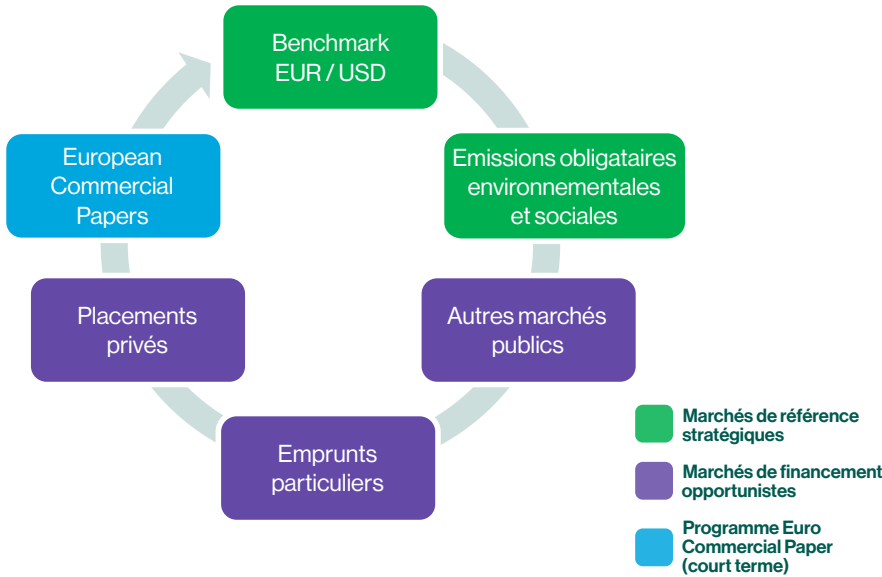 Benchmark
EUR / USD
European
Commercial
Papers
Emissions obligataires
environnementales
et sociales
Placements
privés
Autres marchés
publics
Emprunts
particuliers
Marchés de référence
stratégiques
Marchés de financement
opportunistes
Programme Euro
Commercial Paper
(court terme)